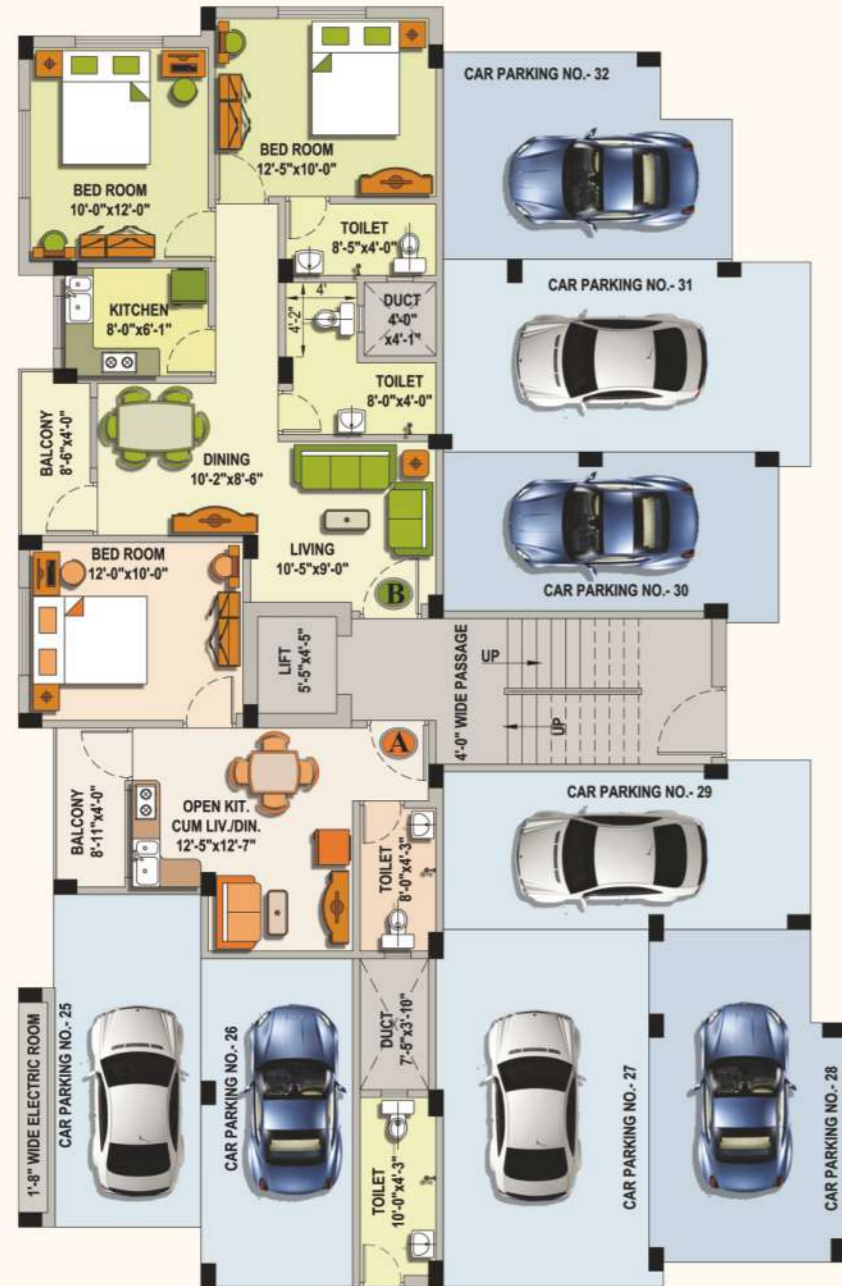 CAR PARKING NO.- 32
BED ROOM
12'-5"x10'-0"
BED ROOM
10'-0"x12'-0"
TOILET
8'-5"x4'-0"
CAR PARKING NO.- 31
KITCHEN
8'-0"x6'-1"
4'
4'-2"
DUCT
4'-0"
x4'-1"
TOILET
8'-0"x4'-0"
BALCONY
8'-6"x4'-0"
DINING
10'-2"x8'-6"
LIVING
10'-5"x9'-0"
B
CAR PARKING NO.- 30
BED ROOM
12'-0"x10'-0"
LIFT
5'-5"x4'-5"
4'-0" WIDE PASSAGE
UP
UP
A
BALCONY
8'-11"x4'-0"
OPEN KIT.
CUM LIV./DIN.
12'-5"x12'-7"
TOILET
8'-0"x4'-3"
CAR PARKING NO.- 29
1'-8" WIDE ELECTRIC ROOM
CAR PARKING NO.- 25
CAR PARKING NO.- 26
DUCT
7'-5"x3'-10"
TOILET
10'-0"x4'-3"
CAR PARKING NO.- 27
CAR PARKING NO.- 28